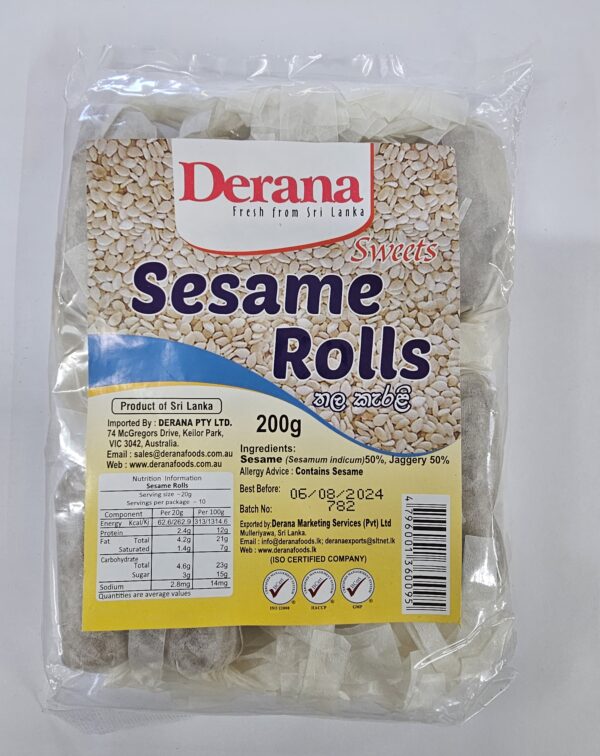 Derana
Fresh from Sri Lanka
Sweets
Sesame
Rolls
තල කැරලි
Product of Sri Lanka
200g
Imported By : DERANA PTY LTD.
74 McGregors Drive, Keilor Park,
VIC 3042, Australia.
Email : sales@deranafoods.com.au
Web : www.deranafoods.com.au
Nutrition Information
Sesame Rolls
Serving size ~20g
Servings per package ~ 10
Component Per 20g Per 100g
Energy Kcal/Kj 62.6/262.9 313/1314.6
Protein 2.4g 12g
Fat Total 4.2g 21g
Saturated 1.4g 7g
Carbohydrate
Total 4.6g 23g
Sugar 3g 15g
Sodium 2.8mg 14mg
Quantities are average values
Ingredients:
Sesame (Sesamum indicum)50%, Jaggery 50%
Allergy Advice : Contains Sesame
Best Before: 06/08/2024
Batch No: 782
Exported by Derana Marketing Services (Pvt) Ltd
Mulleriyawa, Sri Lanka.
Email : info@deranafoods.lk; deranaexports@sltnet.lk
Web : www.deranafoods.lk
(ISO CERTIFIED COMPANY)
ISO 22000 HACCP GMP
4796001360095